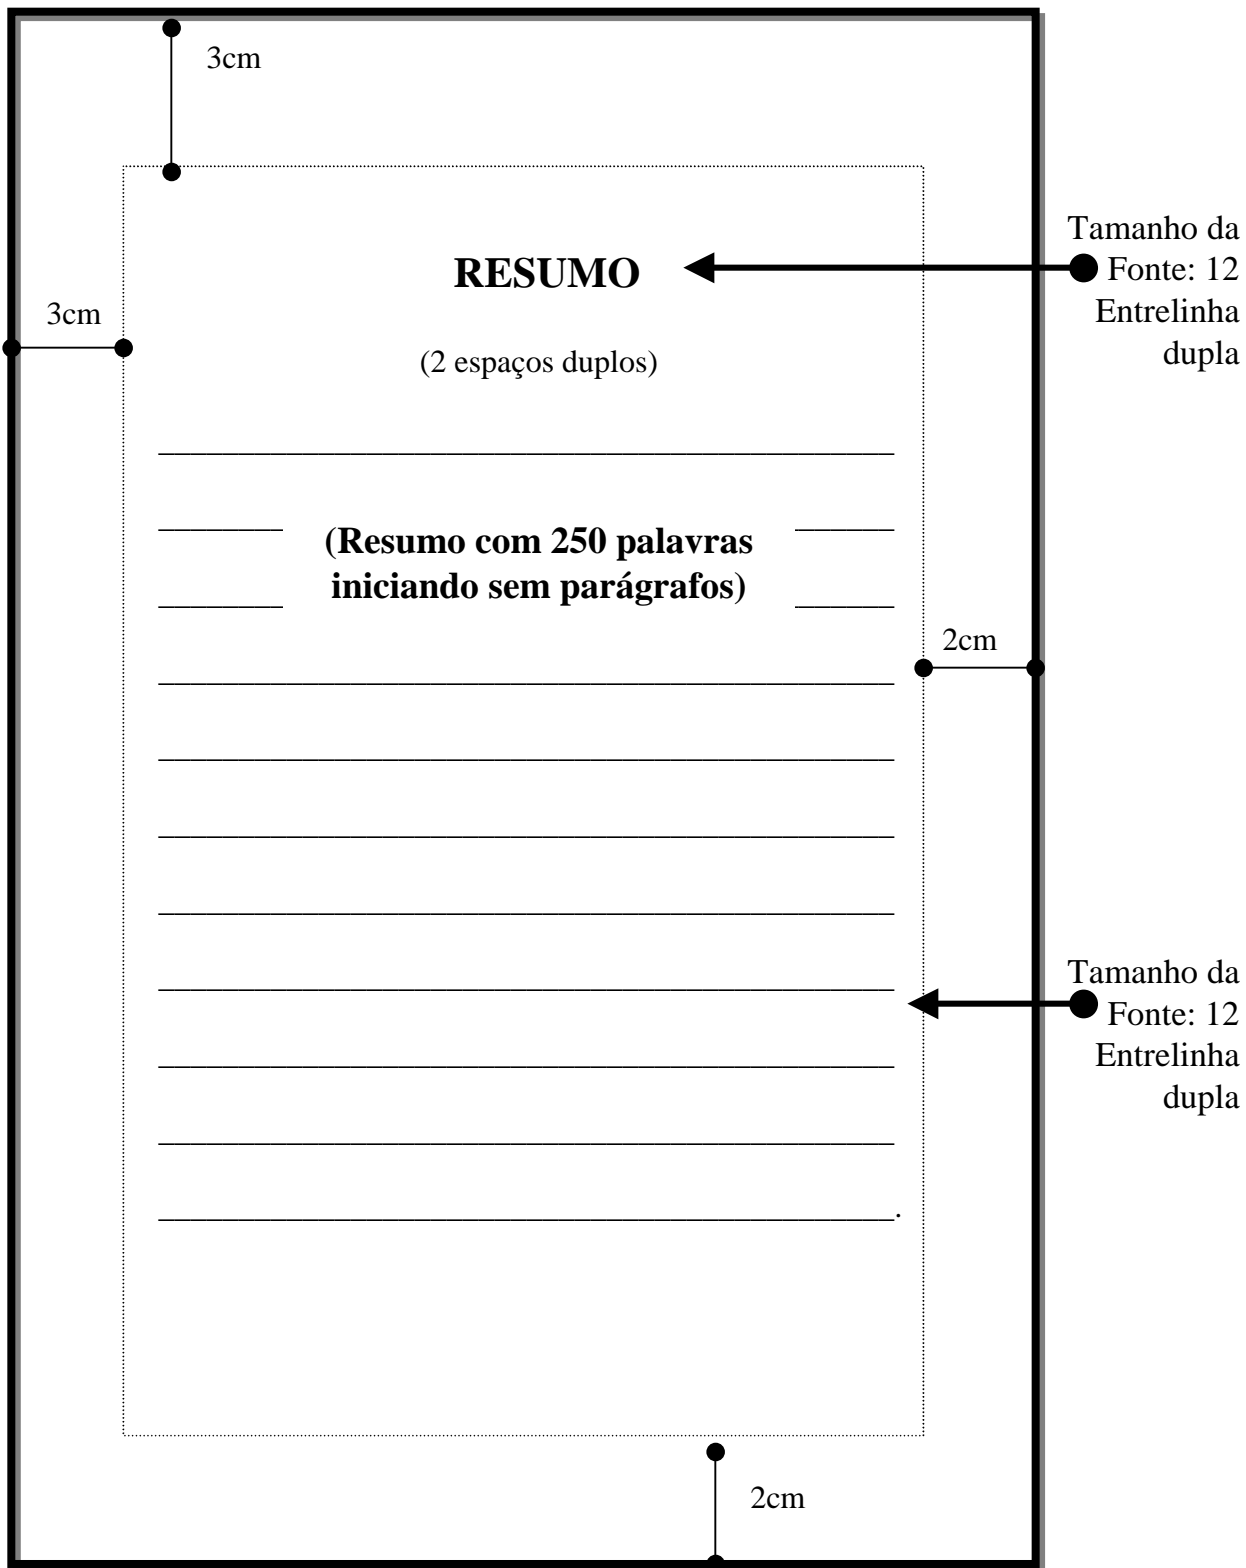 3cm
Tamanho da
Fonte: 12
Entrelinha
dupla
RESUMO
3cm
(2 espaços duplos)
(Resumo com 250 palavras
iniciando sem parágrafos)
2cm
Tamanho da
Fonte: 12
Entrelinha
dupla
.
2cm